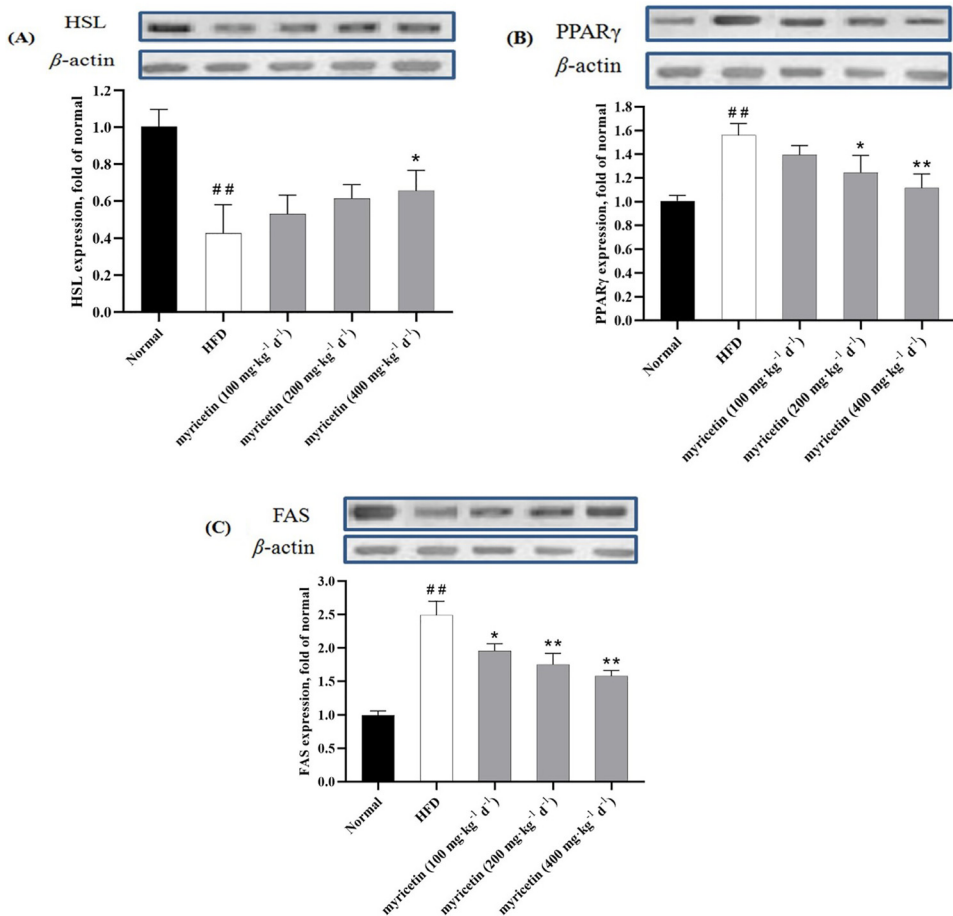 (A)
HSL
β-actin
HSL expression, fold of normal
1.2
1.0
0.8
0.6
0.4
0.2
0.0
##
*
Normal
HFD
myricetin (100 mg·kg⁻¹ d⁻¹)
myricetin (200 mg·kg⁻¹ d⁻¹)
myricetin (400 mg·kg⁻¹ d⁻¹)
(B)
PPARγ
β-actin
PPARγ expression, fold of normal
1.8
1.6
1.4
1.2
1.0
0.8
0.6
0.4
0.2
0.0
##
*
**
Normal
HFD
myricetin (100 mg·kg⁻¹ d⁻¹)
myricetin (200 mg·kg⁻¹ d⁻¹)
myricetin (400 mg·kg⁻¹ d⁻¹)
(C)
FAS
β-actin
FAS expression, fold of normal
3.0
2.5
2.0
1.5
1.0
0.5
0.0
##
*
**
**
Normal
HFD
myricetin (100 mg·kg⁻¹ d⁻¹)
myricetin (200 mg·kg⁻¹ d⁻¹)
myricetin (400 mg·kg⁻¹ d⁻¹)